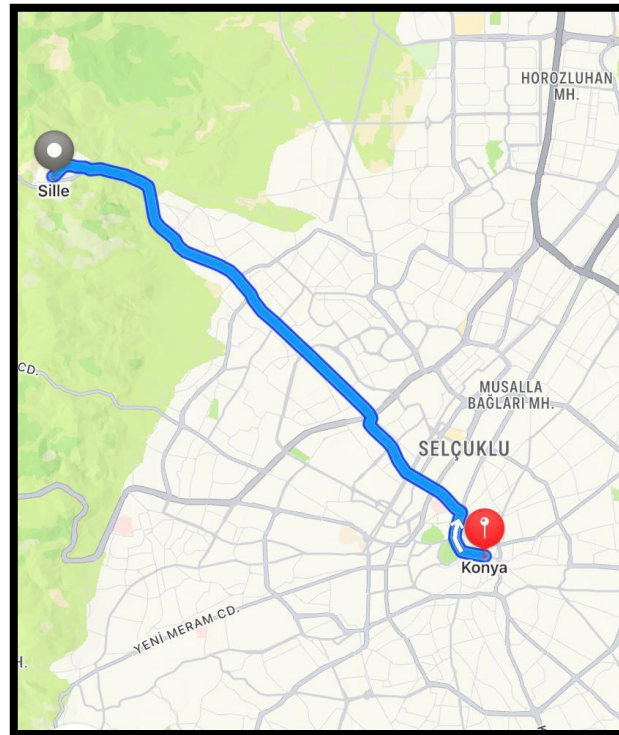 HOROZLUHAN
MH.
Sille
CD.
MUSALLA
BAĞLARI MH.
SELÇUKLU
Konya
YENİ MERAM CD.
H.